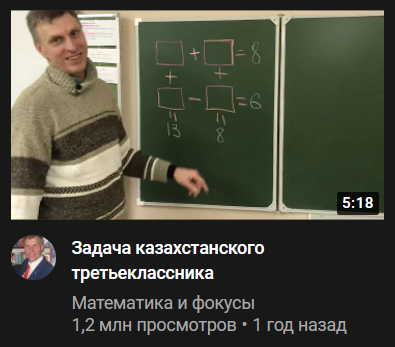 □ + □ = 8
+ +
□ - □ = 6
= =
13 8
5:18
Задача казахстанского
третьеклассника
Математика и фокусы
1,2 млн просмотров • 1 год назад